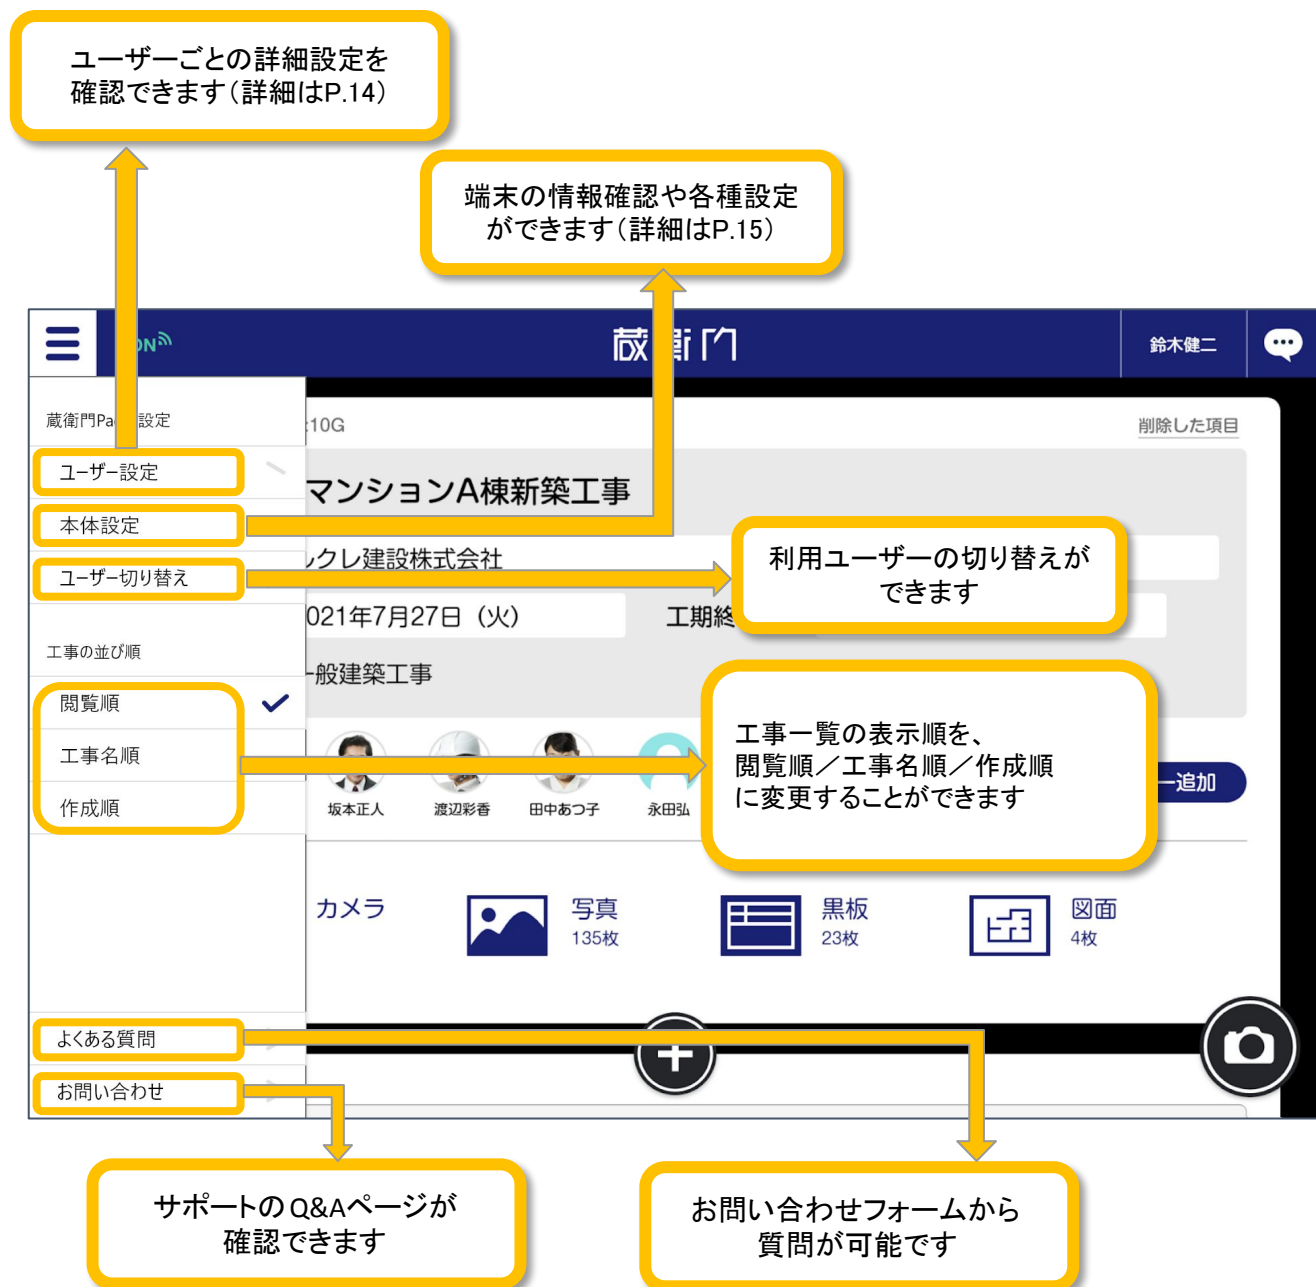 ユーザーごとの詳細設定を
確認できます（詳細はP.14）
端末の情報確認や各種設定
ができます（詳細はP.15）
ON
蔵衛門
鈴木健二
蔵衛門Pad 設定
:10G
削除した項目
ユーザー設定
マンションA棟新築工事
本体設定
クレ建設株式会社
利用ユーザーの切り替えが
できます
ユーザー切り替え
021年7月27日（火）
工期終
工事の並び順
般建築工事
閲覧順
工事名順
作成順
工事一覧の表示順を、
閲覧順／工事名順／作成順
に変更することができます
坂本正人
渡辺彩香
田中あつ子
永田弘
ー追加
カメラ
写真
135枚
黒板
23枚
図面
4枚
よくある質問
お問い合わせ
サポートのQ&Aページが
確認できます
お問い合わせフォームから
質問が可能です